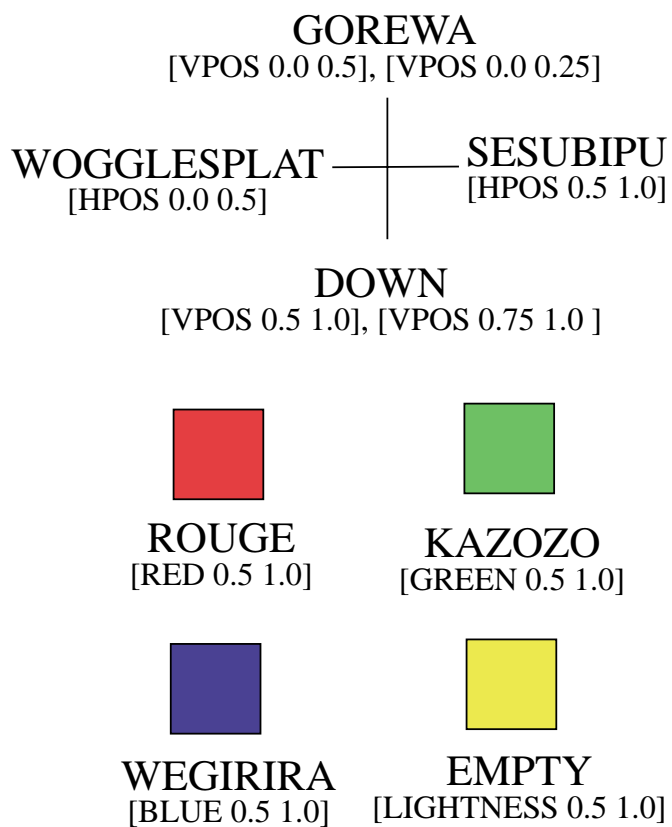 GOREWA
[VPOS 0.0 0.5], [VPOS 0.0 0.25]
WOGGLESPLAT
[HPOS 0.0 0.5]
SESUBIPU
[HPOS 0.5 1.0]
DOWN
[VPOS 0.5 1.0], [VPOS 0.75 1.0 ]
ROUGE
[RED 0.5 1.0]
KAZOZO
[GREEN 0.5 1.0]
WEGIRIRA
[BLUE 0.5 1.0]
EMPTY
[LIGHTNESS 0.5 1.0]